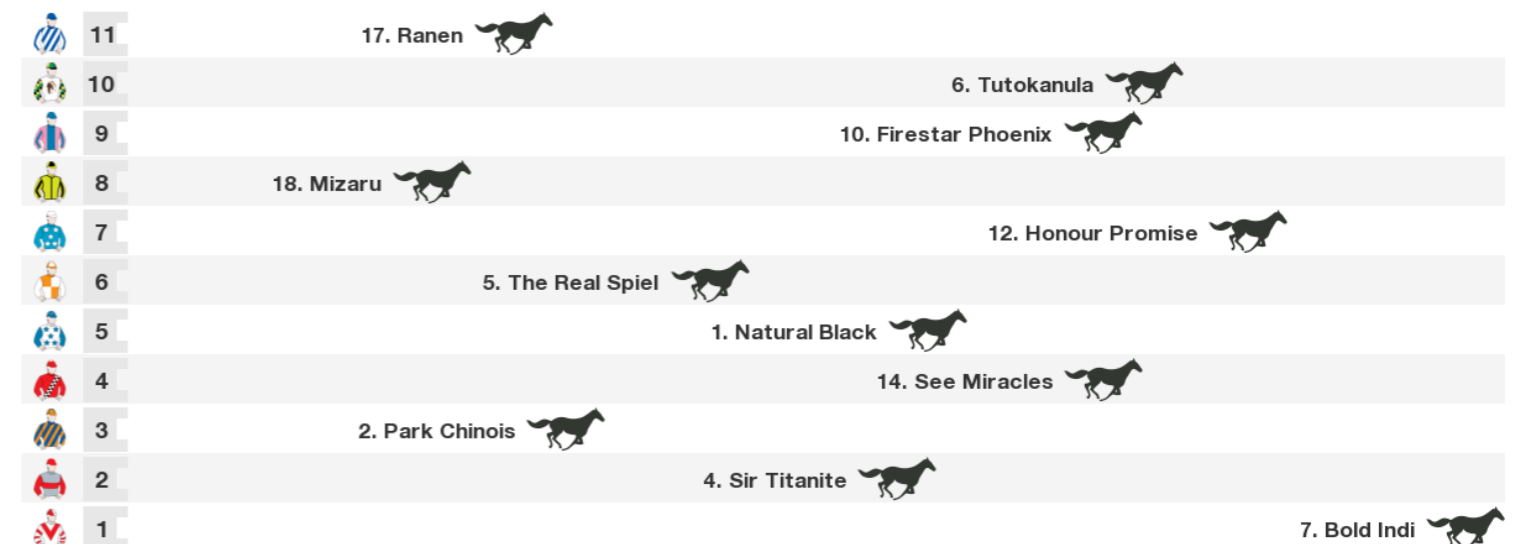 11 17. Ranen
10 6. Tutokanula
9 10. Firestar Phoenix
8 18. Mizaru
7 12. Honour Promise
6 5. The Real Spiel
5 1. Natural Black
4 14. See Miracles
3 2. Park Chinois
2 4. Sir Titanite
1 7. Bold Indi